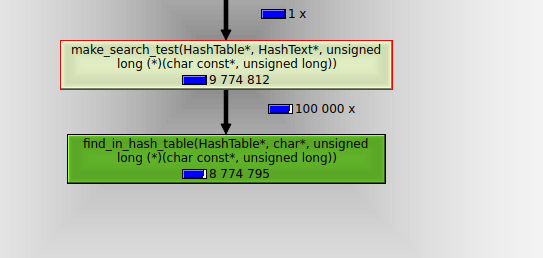 1 x
make_search_test(HashTable*, HashText*, unsigned
long (*)(char const*, unsigned long))
9 774 812
100 000 x
find_in_hash_table(HashTable*, char*, unsigned
long (*)(char const*, unsigned long))
8 774 795